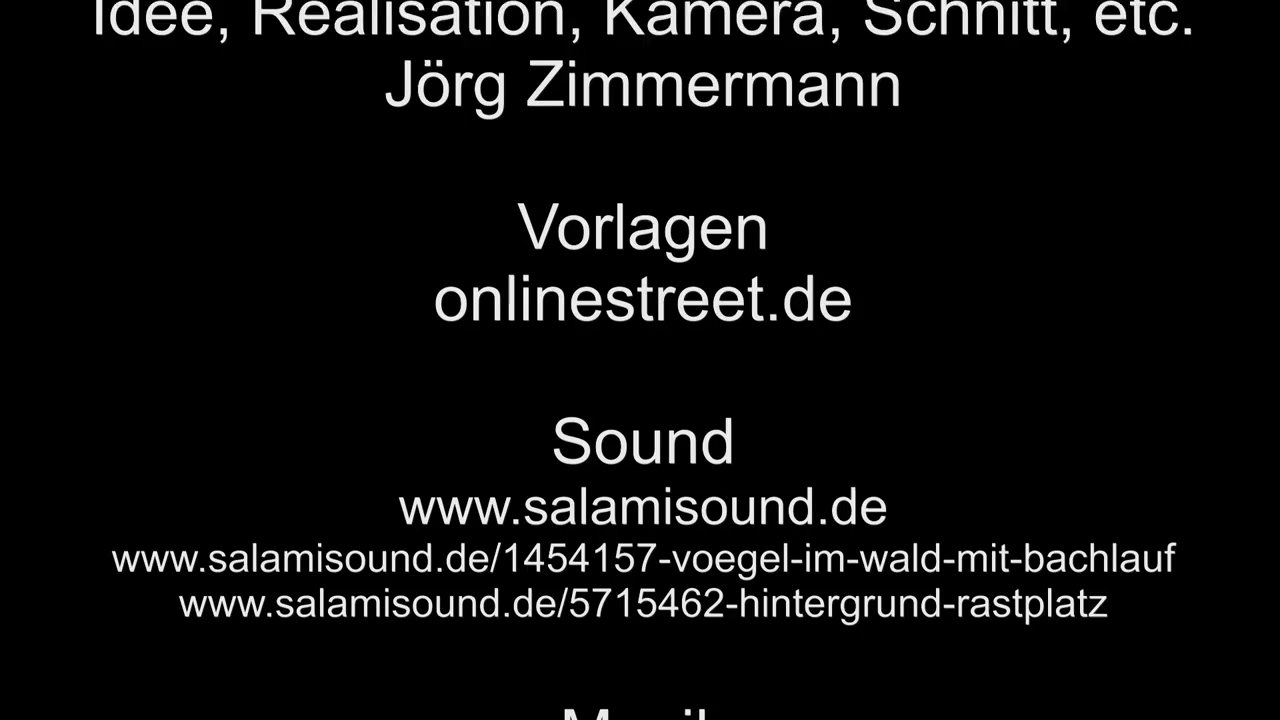 Idee, Realisation, Kamera, Schnitt, etc.
Jörg Zimmermann
Vorlagen
onlinestreet.de
Sound
www.salamisound.de
www.salamisound.de/1454157-voegel-im-wald-mit-bachlauf
www.salamisound.de/5715462-hintergrund-rastplatz